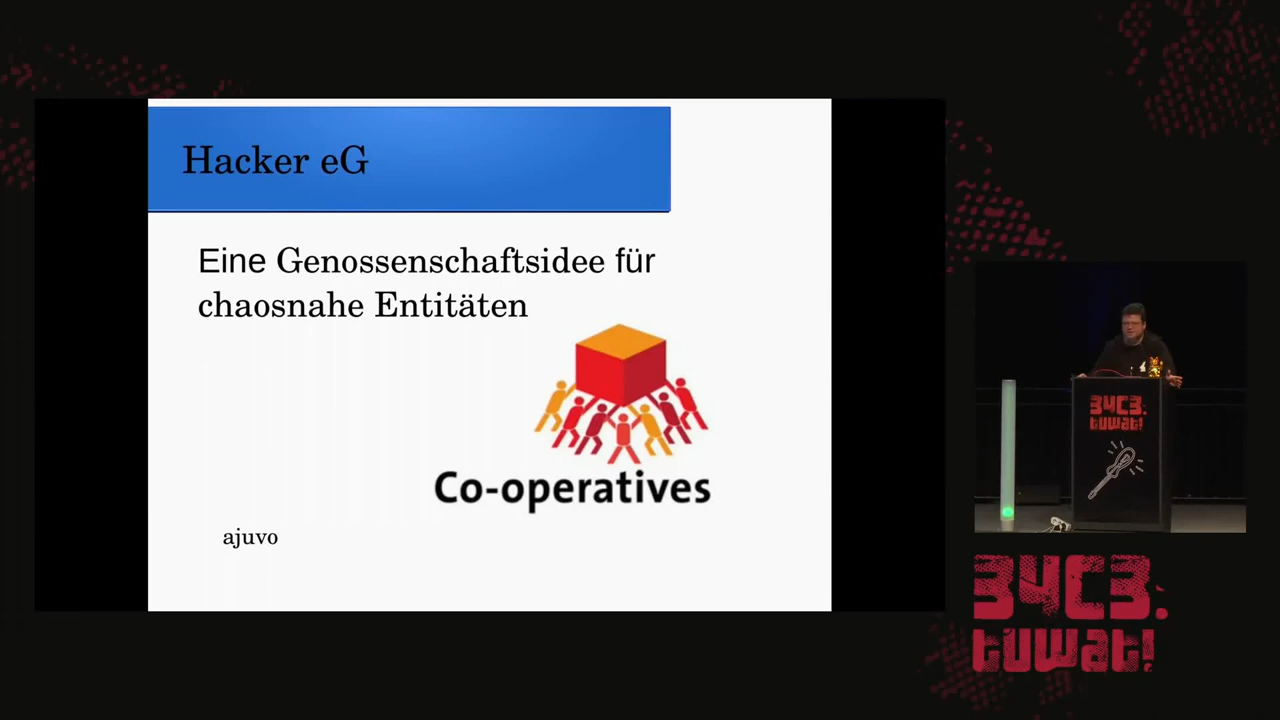 Hacker eG
Eine Genossenschaftsidee für
chaosnahe Entitäten
Co-operatives
ajuvo
34C3.
tuwat!
34C3.
tuwat!